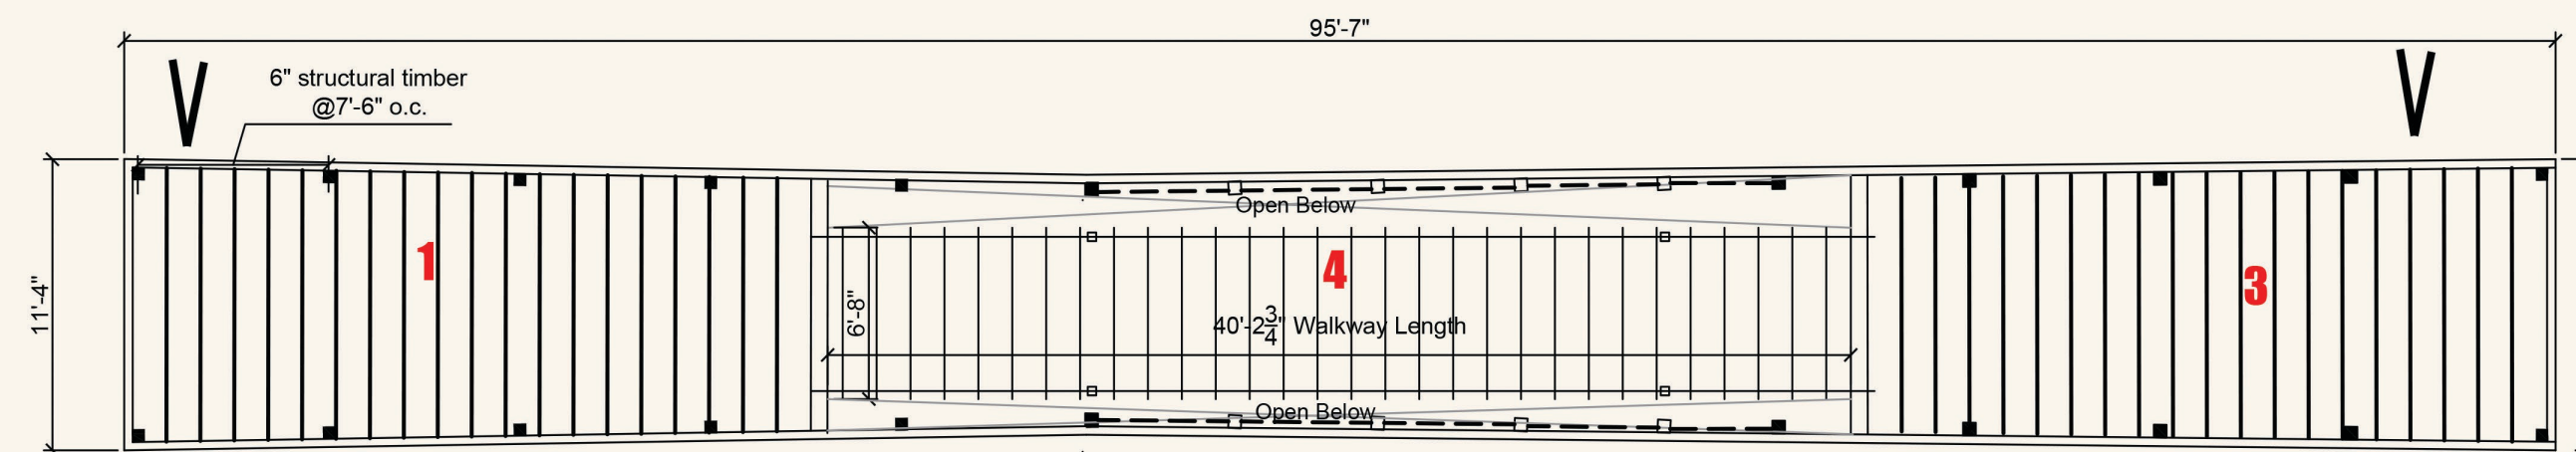 95'-7"
6" structural timber
@7'-6" o.c.
Open Below
1
4
3
11'-4"
6'-8"
40'-2 3/4" Walkway Length
Open Below